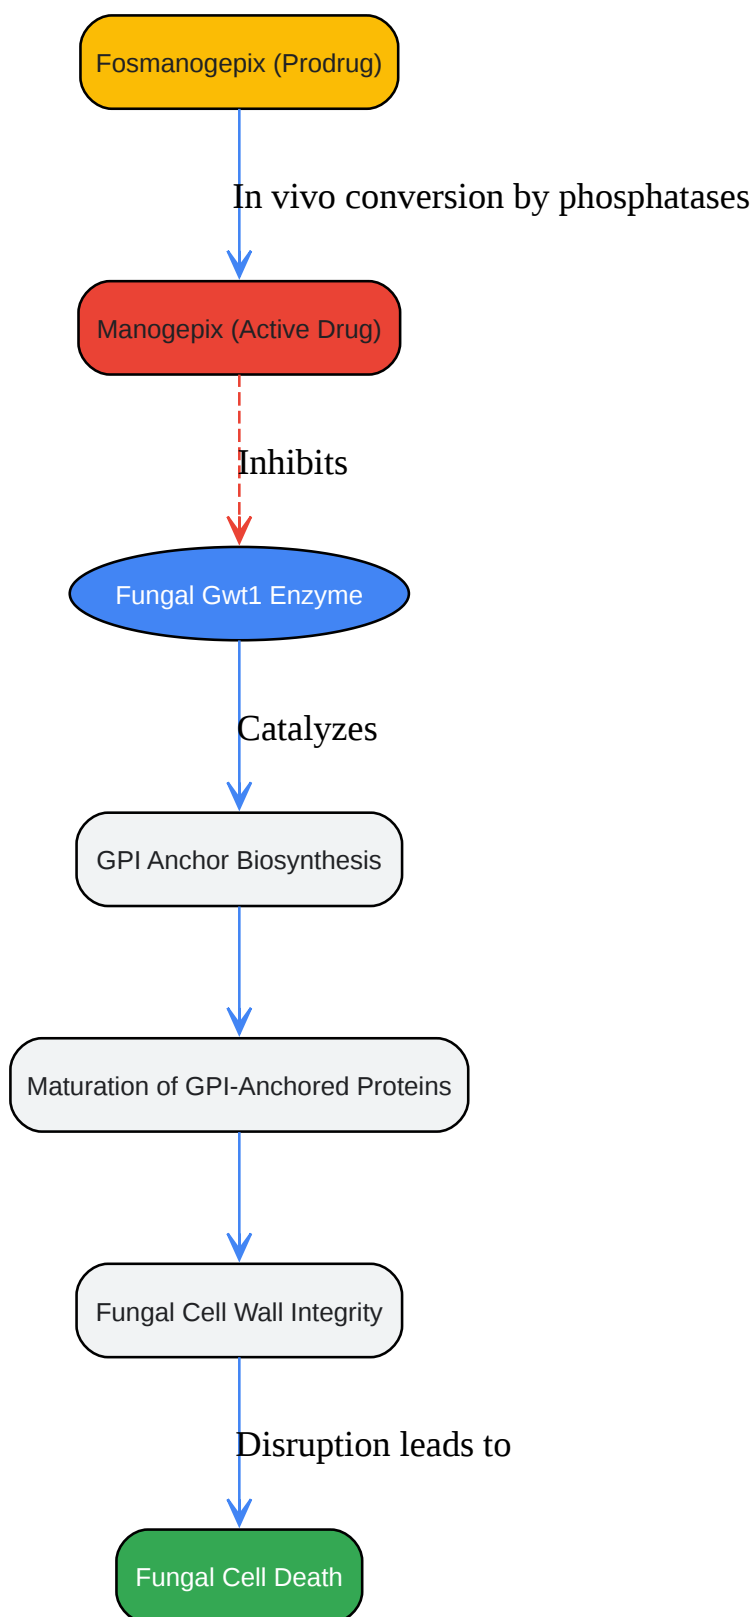 Fosmanogepix (Prodrug)
In vivo conversion by phosphatases
Manogepix (Active Drug)
Inhibits
Fungal Gwt1 Enzyme
Catalyzes
GPI Anchor Biosynthesis
Maturation of GPI-Anchored Proteins
Fungal Cell Wall Integrity
Disruption leads to
Fungal Cell Death